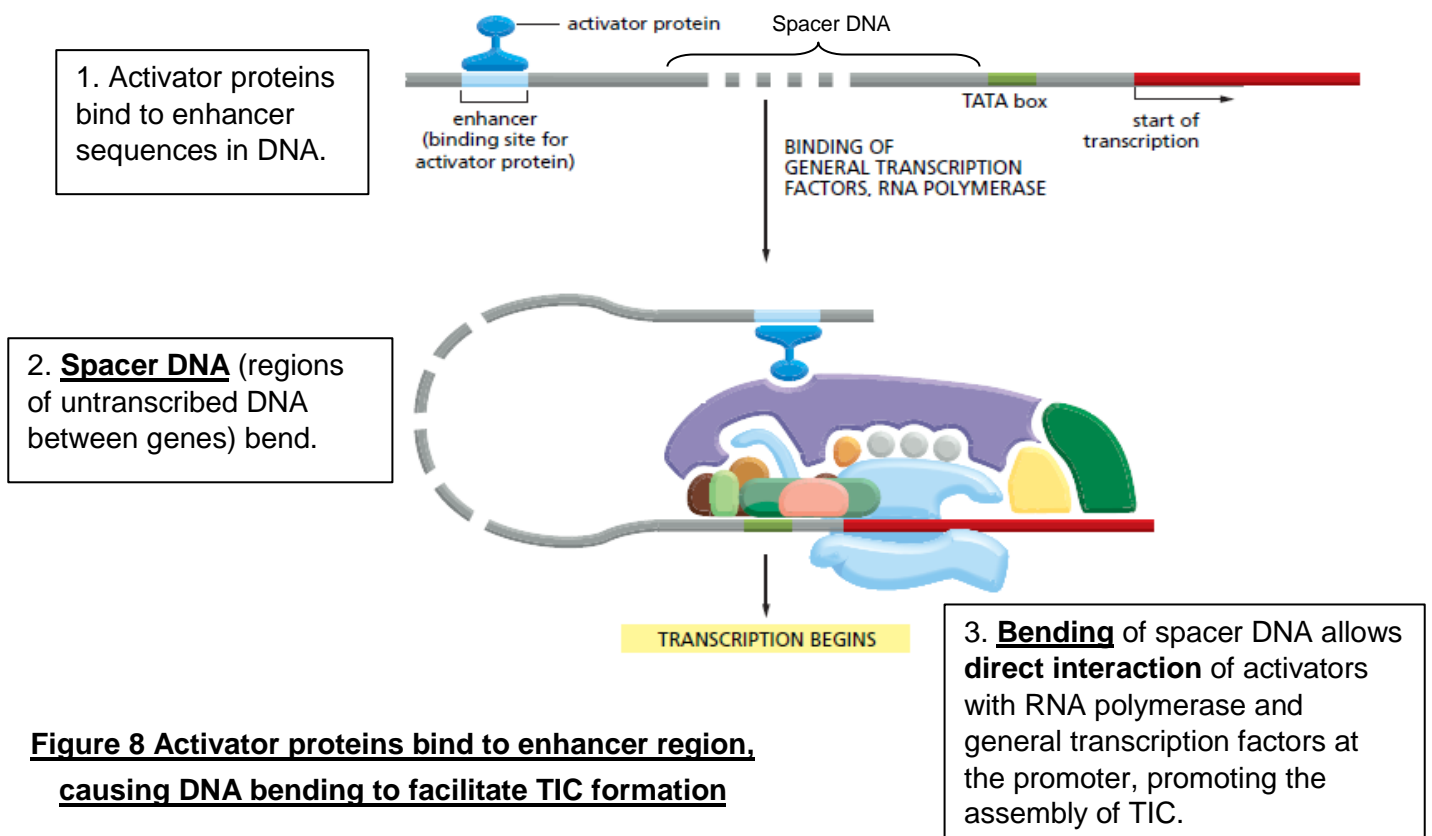 activator protein
Spacer DNA
1. Activator proteins
bind to enhancer
sequences in DNA.
enhancer
(binding site for
activator protein)
TATA box
start of
transcription
BINDING OF
GENERAL TRANSCRIPTION
FACTORS, RNA POLYMERASE
2. Spacer DNA (regions
of untranscribed DNA
between genes) bend.
TRANSCRIPTION BEGINS
3. Bending of spacer DNA allows
direct interaction of activators
with RNA polymerase and
general transcription factors at
the promoter, promoting the
assembly of TIC.
Figure 8 Activator proteins bind to enhancer region,
causing DNA bending to facilitate TIC formation